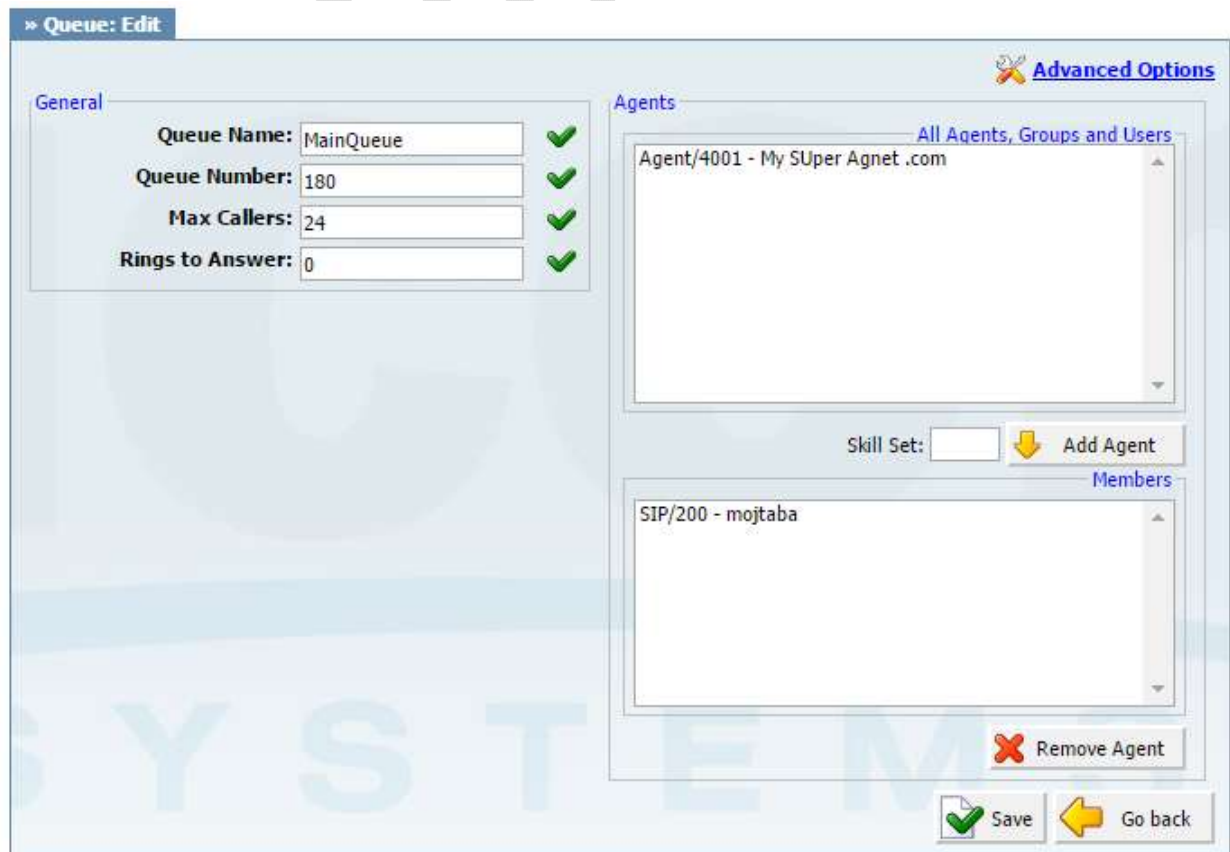 » Queue: Edit
Advanced Options
General
Queue Name: MainQueue
Queue Number: 180
Max Callers: 24
Rings to Answer: 0
Agents
All Agents, Groups and Users
Agent/4001 - My SUper Agnet .com
Skill Set:
Add Agent
Members
SIP/200 - mojtaba
Remove Agent
Save
Go back
SYSTEMS